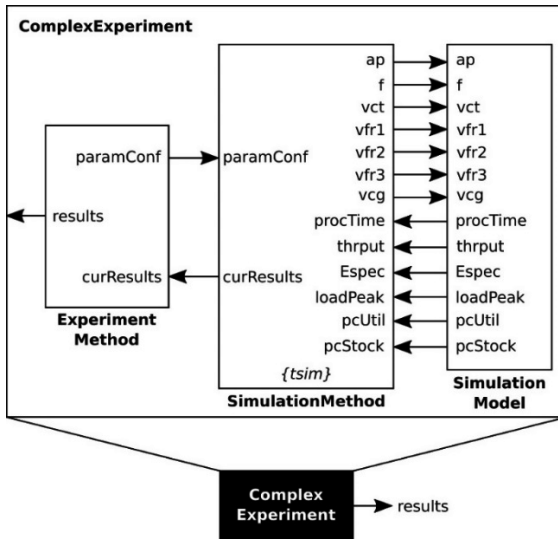 ComplexExperiment
paramConf
results
curResults
Experiment
Method
paramConf
curResults
ap
f
vct
vfr1
vfr2
vfr3
vcg
procTime
thrput
Espec
loadPeak
pcUtil
pcStock
{tsim}
SimulationMethod
ap
f
vct
vfr1
vfr2
vfr3
vcg
procTime
thrput
Espec
loadPeak
pcUtil
pcStock
Simulation
Model
Complex
Experiment
results